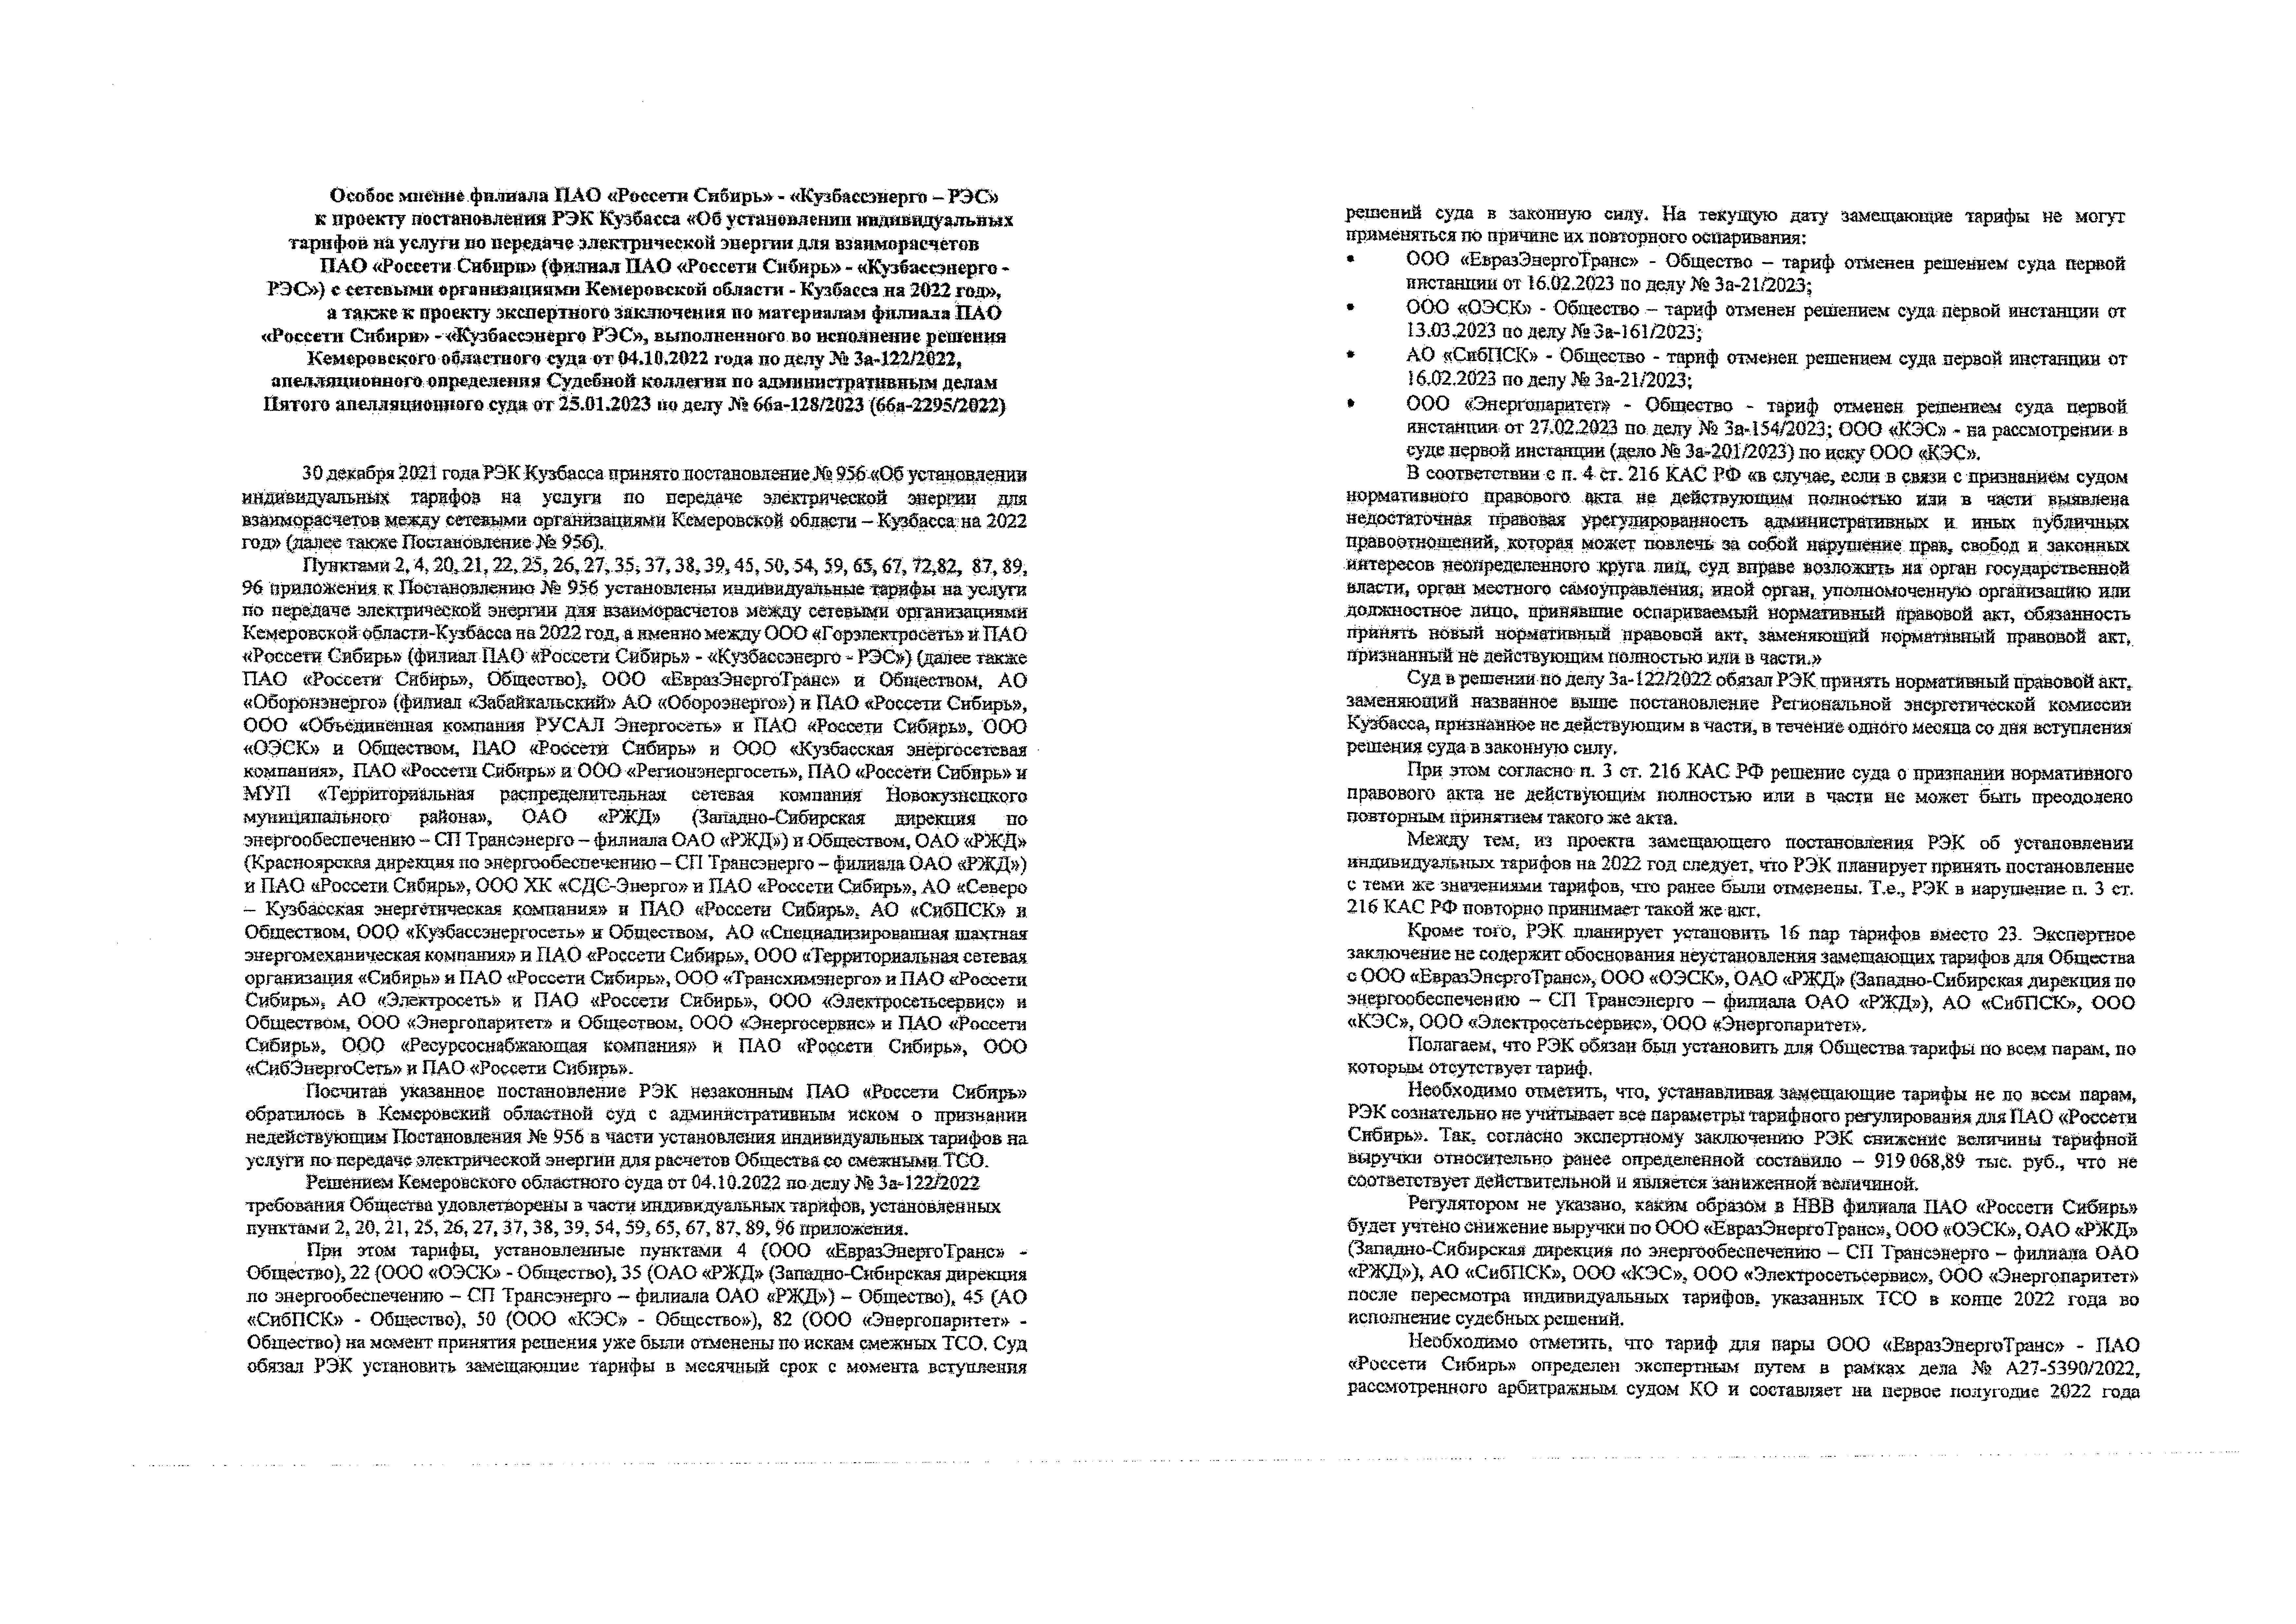 Особое мнение филиала ПАО «Россети Сибирь» - «Кузбассэнерго – РЭС»
к проекту постановления РЭК Кузбасса «Об установлении индивидуальных
тарифов на услуги по передаче электрической энергии для взаиморасчетов
ПАО «Россети Сибири» (филиал ПАО «Россети Сибирь» - «Кузбассэнерго -
РЭС») с сетевыми организациями Кемеровской области - Кузбасса на 2022 год»,
а также к проекту экспертного заключения по материалам филиала ПАО
«Россети Сибири» - «Кузбассэнерго РЭС», выполненного во исполнение решения
Кемеровского областного суда от 04.10.2022 года по делу № 3а-122/2022,
апелляционного определения Судебной коллегии по административным делам
Пятого апелляционного суда от 25.01.2023 по делу № 66а-128/2023 (66а-2295/2022)
30 декабря 2021 года РЭК Кузбасса принято постановление № 956 «Об установлении
индивидуальных тарифов на услуги по передаче электрической энергии для
взаиморасчетов между сетевыми организациями Кемеровской области – Кузбасса на 2022
год» (далее также Постановление № 956).
Пунктами 2, 4, 20, 21, 22, 25, 26, 27, 35, 37, 38, 39, 45, 50, 54, 59, 65, 67, 72,82, 87, 89,
96 приложения к Постановлению № 956 установлены индивидуальные тарифы на услуги
по передаче электрической энергии для взаиморасчетов между сетевыми организациями
Кемеровской области-Кузбасса на 2022 год, а именно между ООО «Горэлектросеть» и ПАО
«Россети Сибирь» (филиал ПАО «Россети Сибирь» - «Кузбассэнерго - РЭС») (далее также
ПАО «Россети Сибирь», Общество), ООО «ЕвразЭнергоТранс» и Обществом, АО
«Оборонэнерго» (филиал «Забайкальский» АО «Обороэнерго») и ПАО «Россети Сибирь»,
ООО «Объединенная компания РУСАЛ Энергосеть» и ПАО «Россети Сибирь», ООО
«ОЭСК» и Обществом, ПАО «Россети Сибирь» и ООО «Кузбасская энергосетевая
компания», ПАО «Россети Сибирь» и ООО «Регионэнергосеть», ПАО «Россети Сибирь» и
МУП «Территориальная распределительная сетевая компания Новокузнецкого
муниципального района», ОАО «РЖД» (Западно-Сибирская дирекция по
энергообеспечению – СП Трансэнерго – филиала ОАО «РЖД») и Обществом, ОАО «РЖД»
(Красноярская дирекция по энергообеспечению – СП Трансэнерго – филиала ОАО «РЖД»)
и ПАО «Россети Сибирь», ООО ХК «СДС-Энерго» и ПАО «Россети Сибирь», АО «Северо
– Кузбасская энергетическая компания» и ПАО «Россети Сибирь», АО «СибПСК» и
Обществом, ООО «Кузбассэнергосеть» и Обществом, АО «Специализированная шахтная
энергомеханическая компания» и ПАО «Россети Сибирь», ООО «Территориальная сетевая
организация «Сибирь» и ПАО «Россети Сибирь», ООО «Трансхимэнерго» и ПАО «Россети
Сибирь», АО «Электросеть» и ПАО «Россети Сибирь», ООО «Электросетьсервис» и
Обществом, ООО «Энергопаритет» и Обществом, ООО «Энергосервис» и ПАО «Россети
Сибирь», ООО «Ресурсоснабжающая компания» и ПАО «Россети Сибирь», ООО
«СибЭнергоСеть» и ПАО «Россети Сибирь».
Посчитав указанное постановление РЭК незаконным ПАО «Россети Сибирь»
обратилось в Кемеровский областной суд с административным иском о признании
недействующим Постановления № 956 в части установления индивидуальных тарифов на
услуги по передаче электрической энергии для расчетов Общества со смежными ТСО.
Решением Кемеровского областного суда от 04.10.2022 по делу № 3а-122/2022
требования Общества удовлетворены в части индивидуальных тарифов, установленных
пунктами 2, 20, 21, 25, 26, 27, 37, 38, 39, 54, 59, 65, 67, 87, 89, 96 приложения.
При этом тарифы, установленные пунктами 4 (ООО «ЕвразЭнергоТранс» -
Общество), 22 (ООО «ОЭСК» - Общество), 35 (ОАО «РЖД» (Западно-Сибирская дирекция
по энергообеспечению – СП Трансэнерго – филиала ОАО «РЖД») – Общество), 45 (АО
«СибПСК» - Общество), 50 (ООО «КЭС» - Общество»), 82 (ООО «Энергопаритет» -
Общество) на момент принятия решения уже были отменены по искам смежных ТСО. Суд
обязал РЭК установить замещающие тарифы в месячный срок с момента вступления
решений суда в законную силу. На текущую дату замещающие тарифы не могут
применяться по причине их повторного оспаривания:
• ООО «ЕвразЭнергоТранс» - Общество – тариф отменен решением суда первой
инстанции от 16.02.2023 по делу № 3а-21/2023;
• ООО «ОЭСК» - Общество – тариф отменен решением суда первой инстанции от
13.03.2023 по делу № 3а-161/2023;
• АО «СибПСК» - Общество - тариф отменен решением суда первой инстанции от
16.02.2023 по делу № 3а-21/2023;
• ООО «Энергопаритет» - Общество - тариф отменен решением суда первой
инстанции от 27.02.2023 по делу № 3а-154/2023; ООО «КЭС» - на рассмотрении в
суде первой инстанции (дело № 3а-201/2023) по иску ООО «КЭС».
В соответствии с п. 4 ст. 216 КАС РФ «в случае, если в связи с признанием судом
нормативного правового акта не действующим полностью или в части выявлена
недостаточная правовая урегулированность административных и иных публичных
правоотношений, которая может повлечь за собой нарушение прав, свобод и законных
интересов неопределенного круга лиц, суд вправе возложить на орган государственной
власти, орган местного самоуправления, иной орган, уполномоченную организацию или
должностное лицо, принявшие оспариваемый нормативный правовой акт, обязанность
принять новый нормативный правовой акт, заменяющий нормативный правовой акт,
признанный не действующим полностью или в части.»
Суд в решении по делу 3а-122/2022 обязал РЭК принять нормативный правовой акт,
заменяющий названное выше постановление Региональной энергетической комиссии
Кузбасса, признанное не действующим в части, в течение одного месяца со дня вступления
решения суда в законную силу.
При этом согласно п. 3 ст. 216 КАС РФ решение суда о признании нормативного
правового акта не действующим полностью или в части не может быть преодолено
повторным принятием такого же акта.
Между тем, из проекта замещающего постановления РЭК об установлении
индивидуальных тарифов на 2022 год следует, что РЭК планирует принять постановление
с теми же значениями тарифов, что ранее были отменены. Т.е., РЭК в нарушение п. 3 ст.
216 КАС РФ повторно принимает такой же акт.
Кроме того, РЭК планирует установить 16 пар тарифов вместо 23. Экспертное
заключение не содержит обоснования неустановления замещающих тарифов для Общества
с ООО «ЕвразЭнергоТранс», ООО «ОЭСК», ОАО «РЖД» (Западно-Сибирская дирекция по
энергообеспечению – СП Трансэнерго – филиала ОАО «РЖД»), АО «СибПСК», ООО
«КЭС», ООО «Электросетьсервис», ООО «Энергопаритет».
Полагаем, что РЭК обязан был установить для Общества тарифы по всем парам, по
которым отсутствует тариф.
Необходимо отметить, что, устанавливая замещающие тарифы не по всем парам,
РЭК сознательно не учитывает все параметры тарифного регулирования для ПАО «Россети
Сибирь». Так, согласно экспертному заключению РЭК снижение величины тарифной
выручки относительно ранее определенной составило – 919 068,89 тыс. руб., что не
соответствует действительной и является заниженной величиной.
Регулятором не указано, каким образом в НВВ филиала ПАО «Россети Сибирь»
будет учтено снижение выручки по ООО «ЕвразЭнергоТранс», ООО «ОЭСК», ОАО «РЖД»
(Западно-Сибирская дирекция по энергообеспечению – СП Трансэнерго – филиала ОАО
«РЖД»), АО «СибПСК», ООО «КЭС», ООО «Электросетьсервис», ООО «Энергопаритет»
после пересмотра индивидуальных тарифов, указанных ТСО в конце 2022 года во
исполнение судебных решений.
Необходимо отметить, что тариф для пары ООО «ЕвразЭнергоТранс» - ПАО
«Россети Сибирь» определен экспертным путем в рамках дела № А27-5390/2022,
рассмотренного арбитражным судом КО и составляет на первое полугодие 2022 года